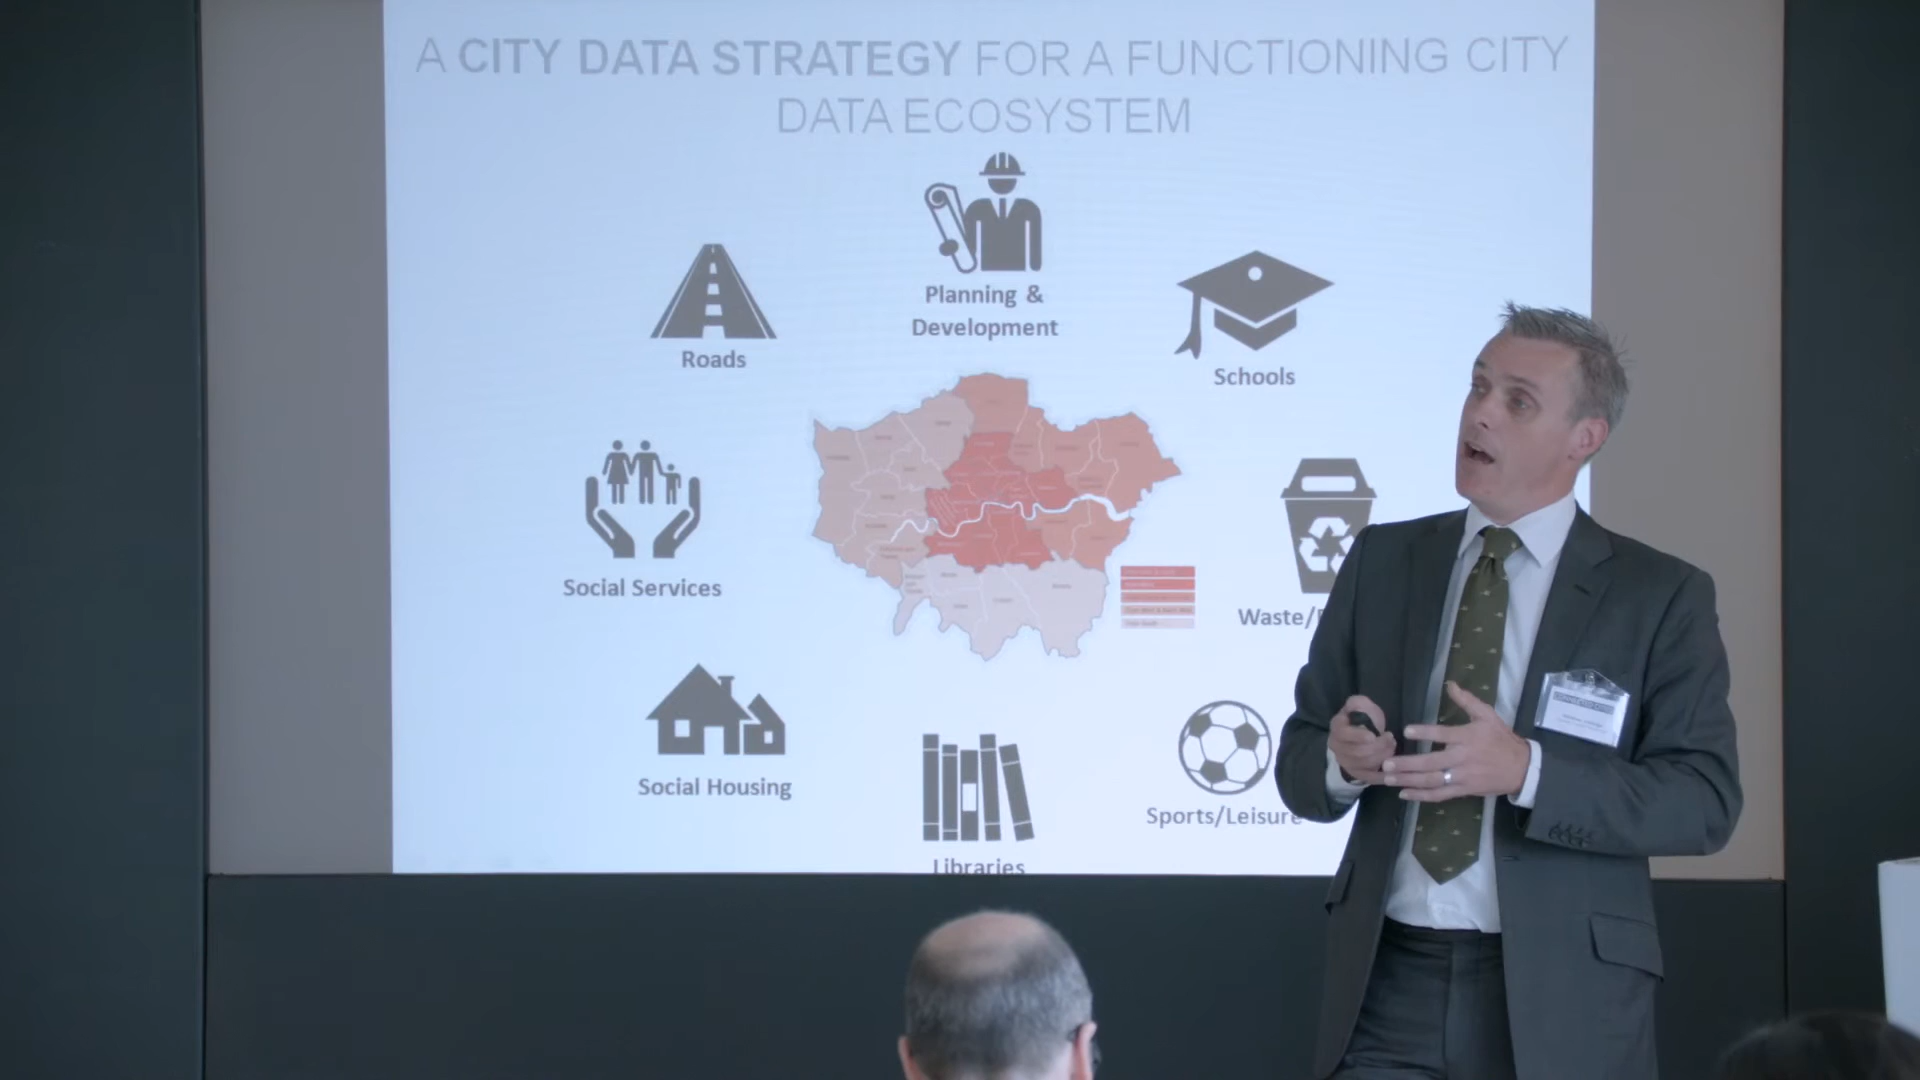 A CITY DATA STRATEGY FOR A FUNCTIONING CITY
DATA ECOSYSTEM
Planning &
Development
Roads
Schools
Social Services
Waste/
Social Housing
Sports/Leisure
Libraries